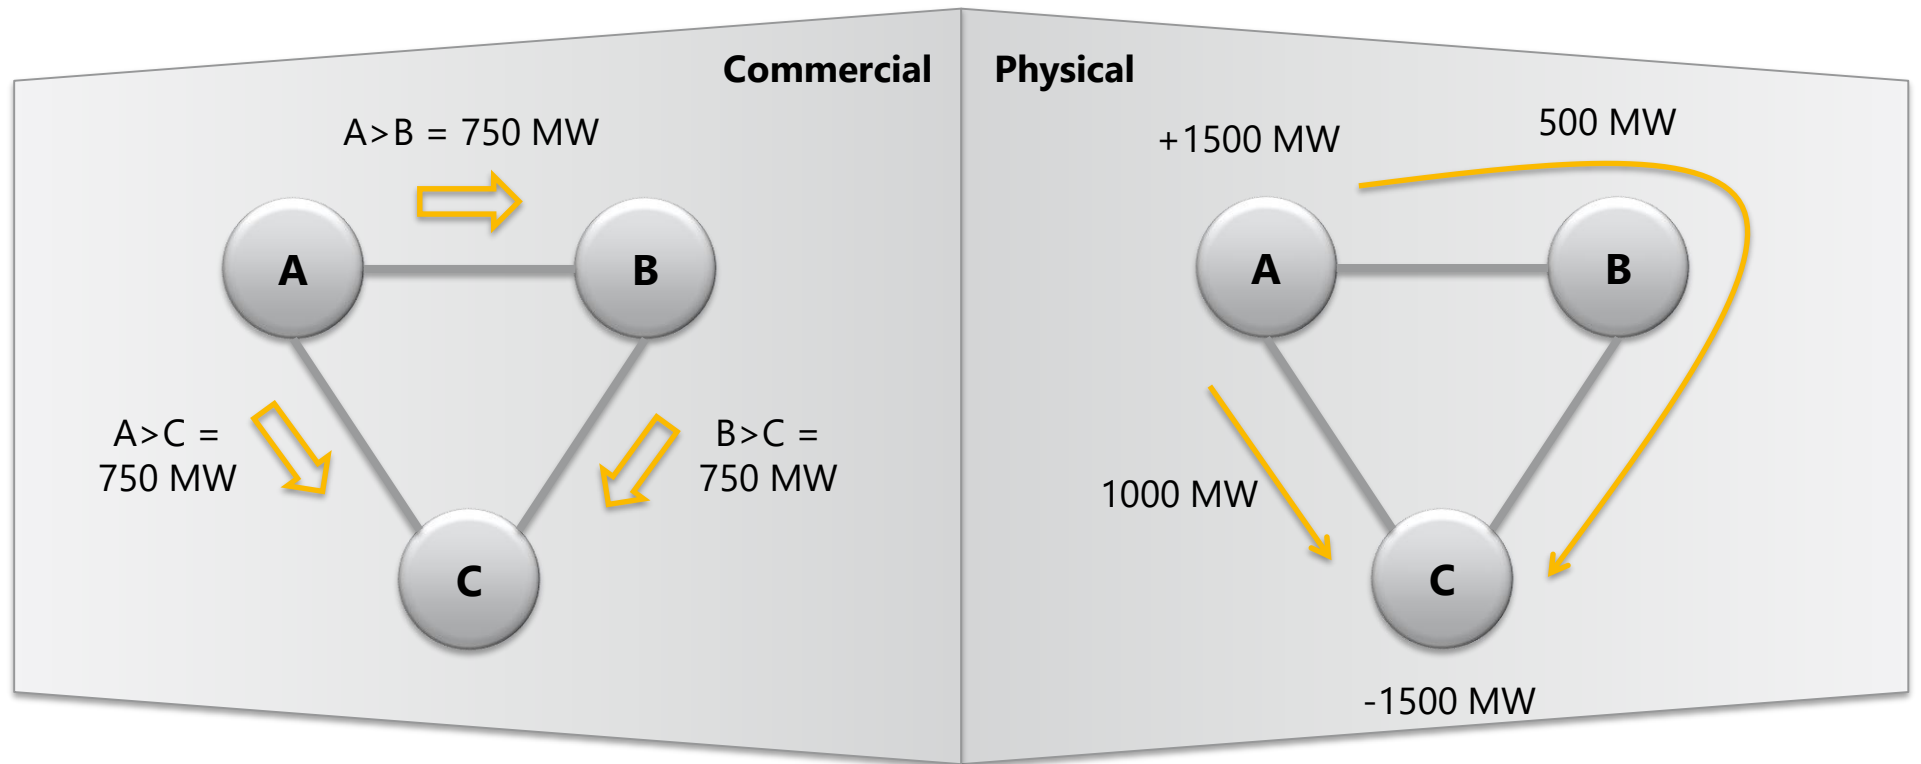 Commercial
A>B = 750 MW
A
B
A>C =
750 MW
B>C =
750 MW
C
Physical
+1500 MW
500 MW
A
B
1000 MW
C
-1500 MW